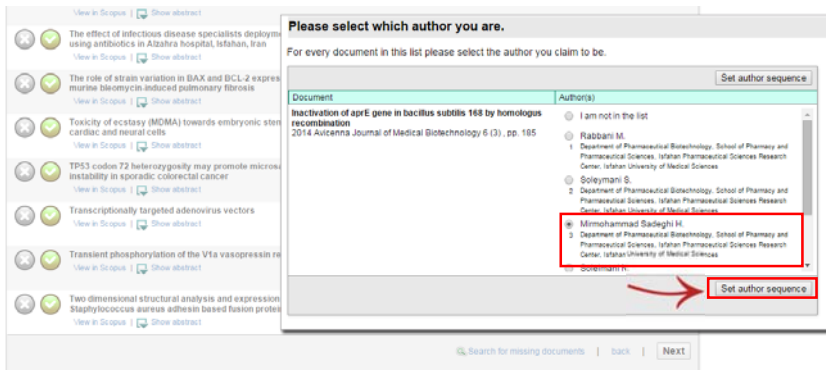 View in Scopus | Show abstract
The effect of infectious disease specialists deploym
using antibiotics in Alzahra hospital, Isfahan, Iran
View in Scopus | Show abstract
The role of strain variation in BAX and BCL-2 expres
murine bleomycin-induced pulmonary fibrosis
View in Scopus | Show abstract
Toxicity of ecstasy (MDMA) towards embryonic sten
cardiac and neural cells
View in Scopus | Show abstract
TP53 codon 72 heterozygosity may promote microsa
instability in sporadic colorectal cancer
View in Scopus | Show abstract
Transcriptionally targeted adenovirus vectors
View in Scopus | Show abstract
Transient phosphorylation of the V1a vasopressin re
View in Scopus | Show abstract
Two dimensional structural analysis and expression
Staphylococcus aureus adhesin based fusion protei
View in Scopus | Show abstract
Search for missing documents | back | Next
Please select which author you are.
For every document in this list please select the author you claim to be.
Set author sequence
Document Author(s)
Inactivation of aprE gene in bacillus subtilis 168 by homologus
recombination
2014 Avicenna Journal of Medical Biotechnology 6 (3) , pp. 185
I am not in the list
Rabbani M.
1 Department of Pharmaceutical Biotechnology, School of Pharmacy and
Pharmaceutical Sciences, Isfahan Pharmaceutical Sciences Research
Center, Isfahan University of Medical Sciences
Soleymani S.
2 Department of Pharmaceutical Biotechnology, School of Pharmacy and
Pharmaceutical Sciences, Isfahan Pharmaceutical Sciences Research
Center, Isfahan University of Medical Sciences
Mirmohammad Sadeghi H.
3 Department of Pharmaceutical Biotechnology, School of Pharmacy and
Pharmaceutical Sciences, Isfahan Pharmaceutical Sciences Research
Center, Isfahan University of Medical Sciences
Soleimani R.
Set author sequence